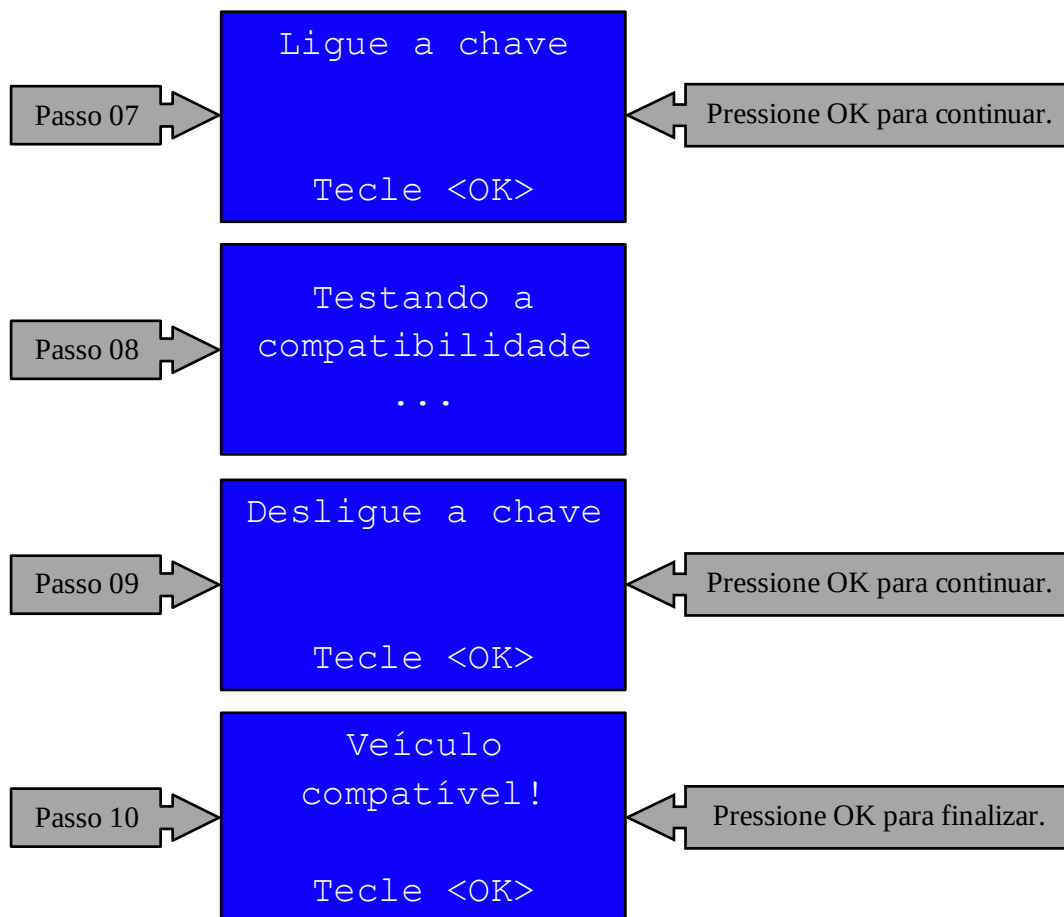 Passo 07
Ligue a chave
Tecle <OK>
Pressione OK para continuar.
Passo 08
Testando a
compatibilidade
...
Passo 09
Desligue a chave
Tecle <OK>
Pressione OK para continuar.
Passo 10
Veículo
compatível!
Tecle <OK>
Pressione OK para finalizar.